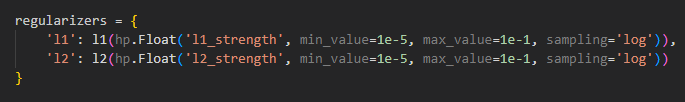 regularizers = {
    'l1': l1(hp.Float('l1_strength', min_value=1e-5, max_value=1e-1, sampling='log')),
    'l2': l2(hp.Float('l2_strength', min_value=1e-5, max_value=1e-1, sampling='log'))
}